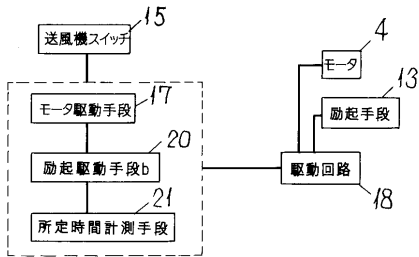 15
送風機スイッチ
17
モータ駆動手段
20
励起駆動手段b
21
所定時間計測手段
4
モータ
13
励起手段
駆動回路
18